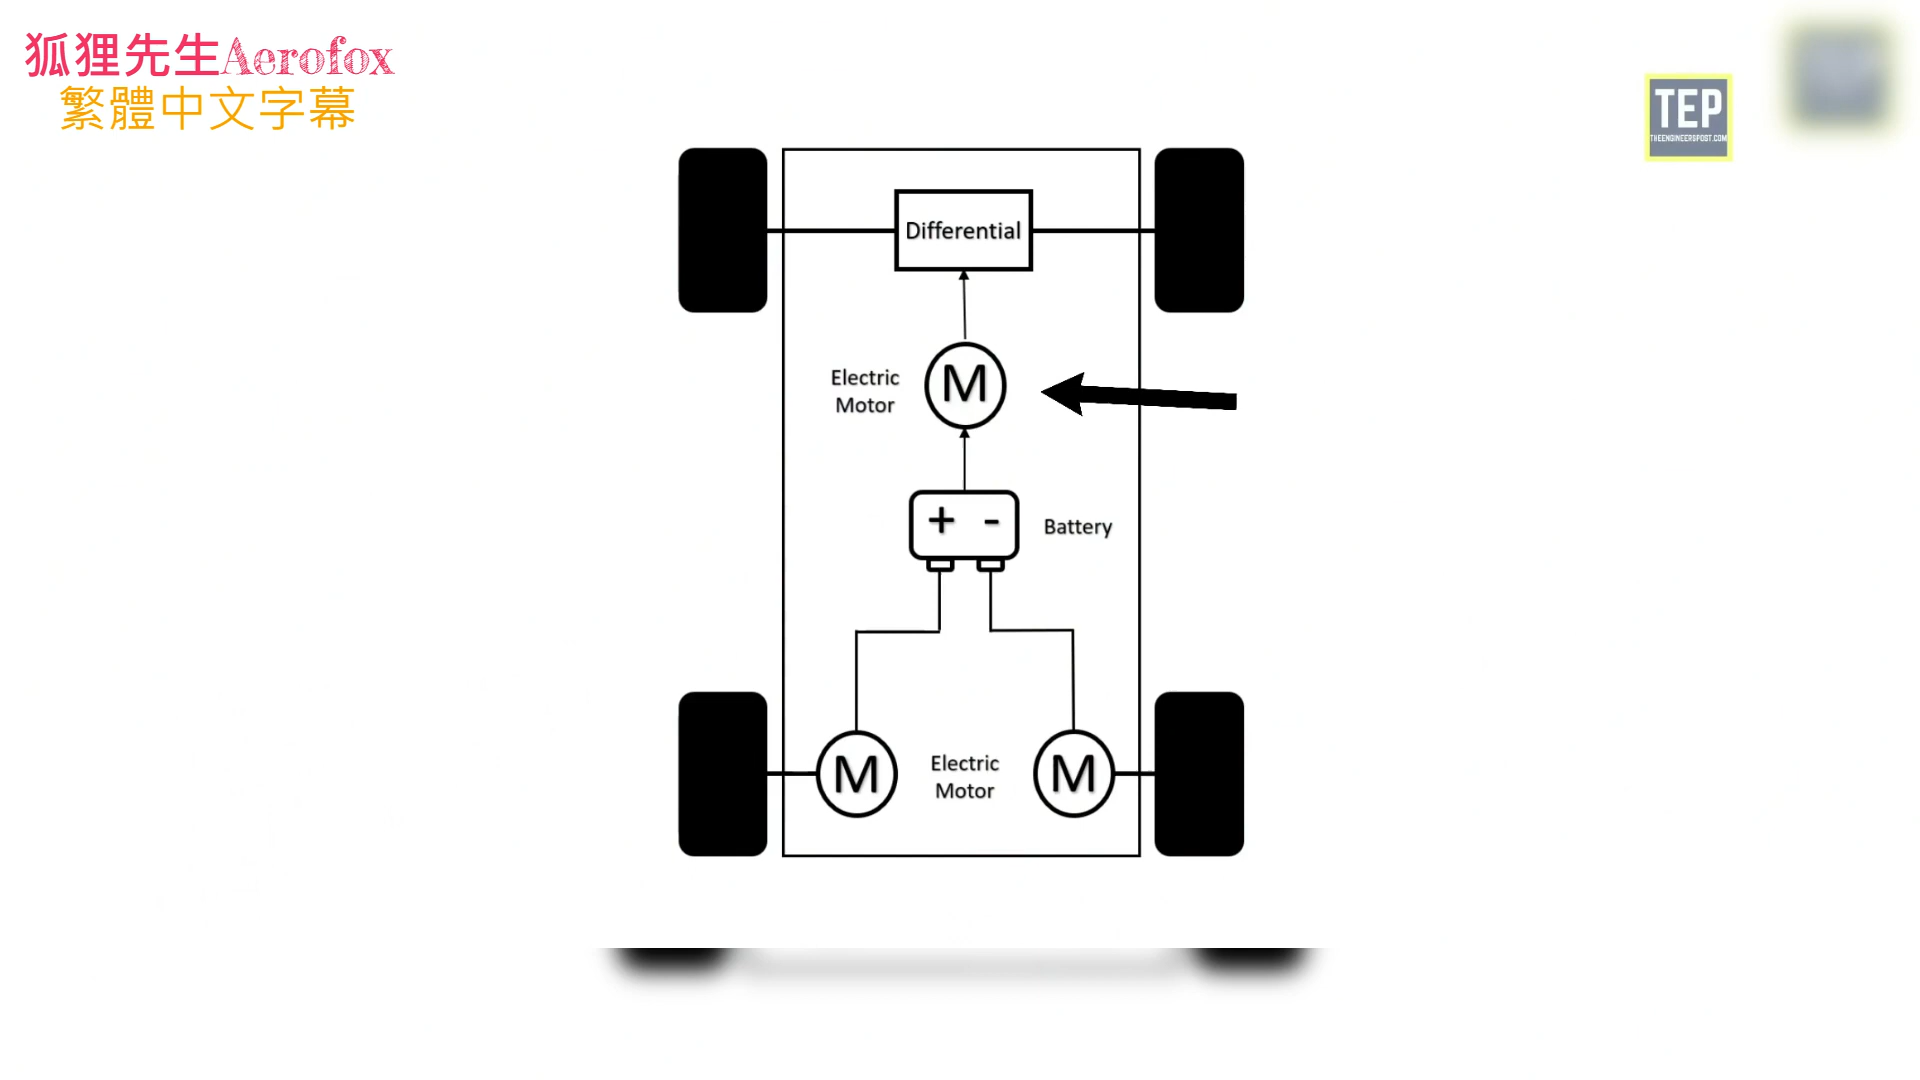 狐狸先生Aerofox
繁體中文字幕
TEP
THEENGINEERSPOST.COM
Differential
Electric
Motor
M
+ -
Battery
M
Electric
Motor
M